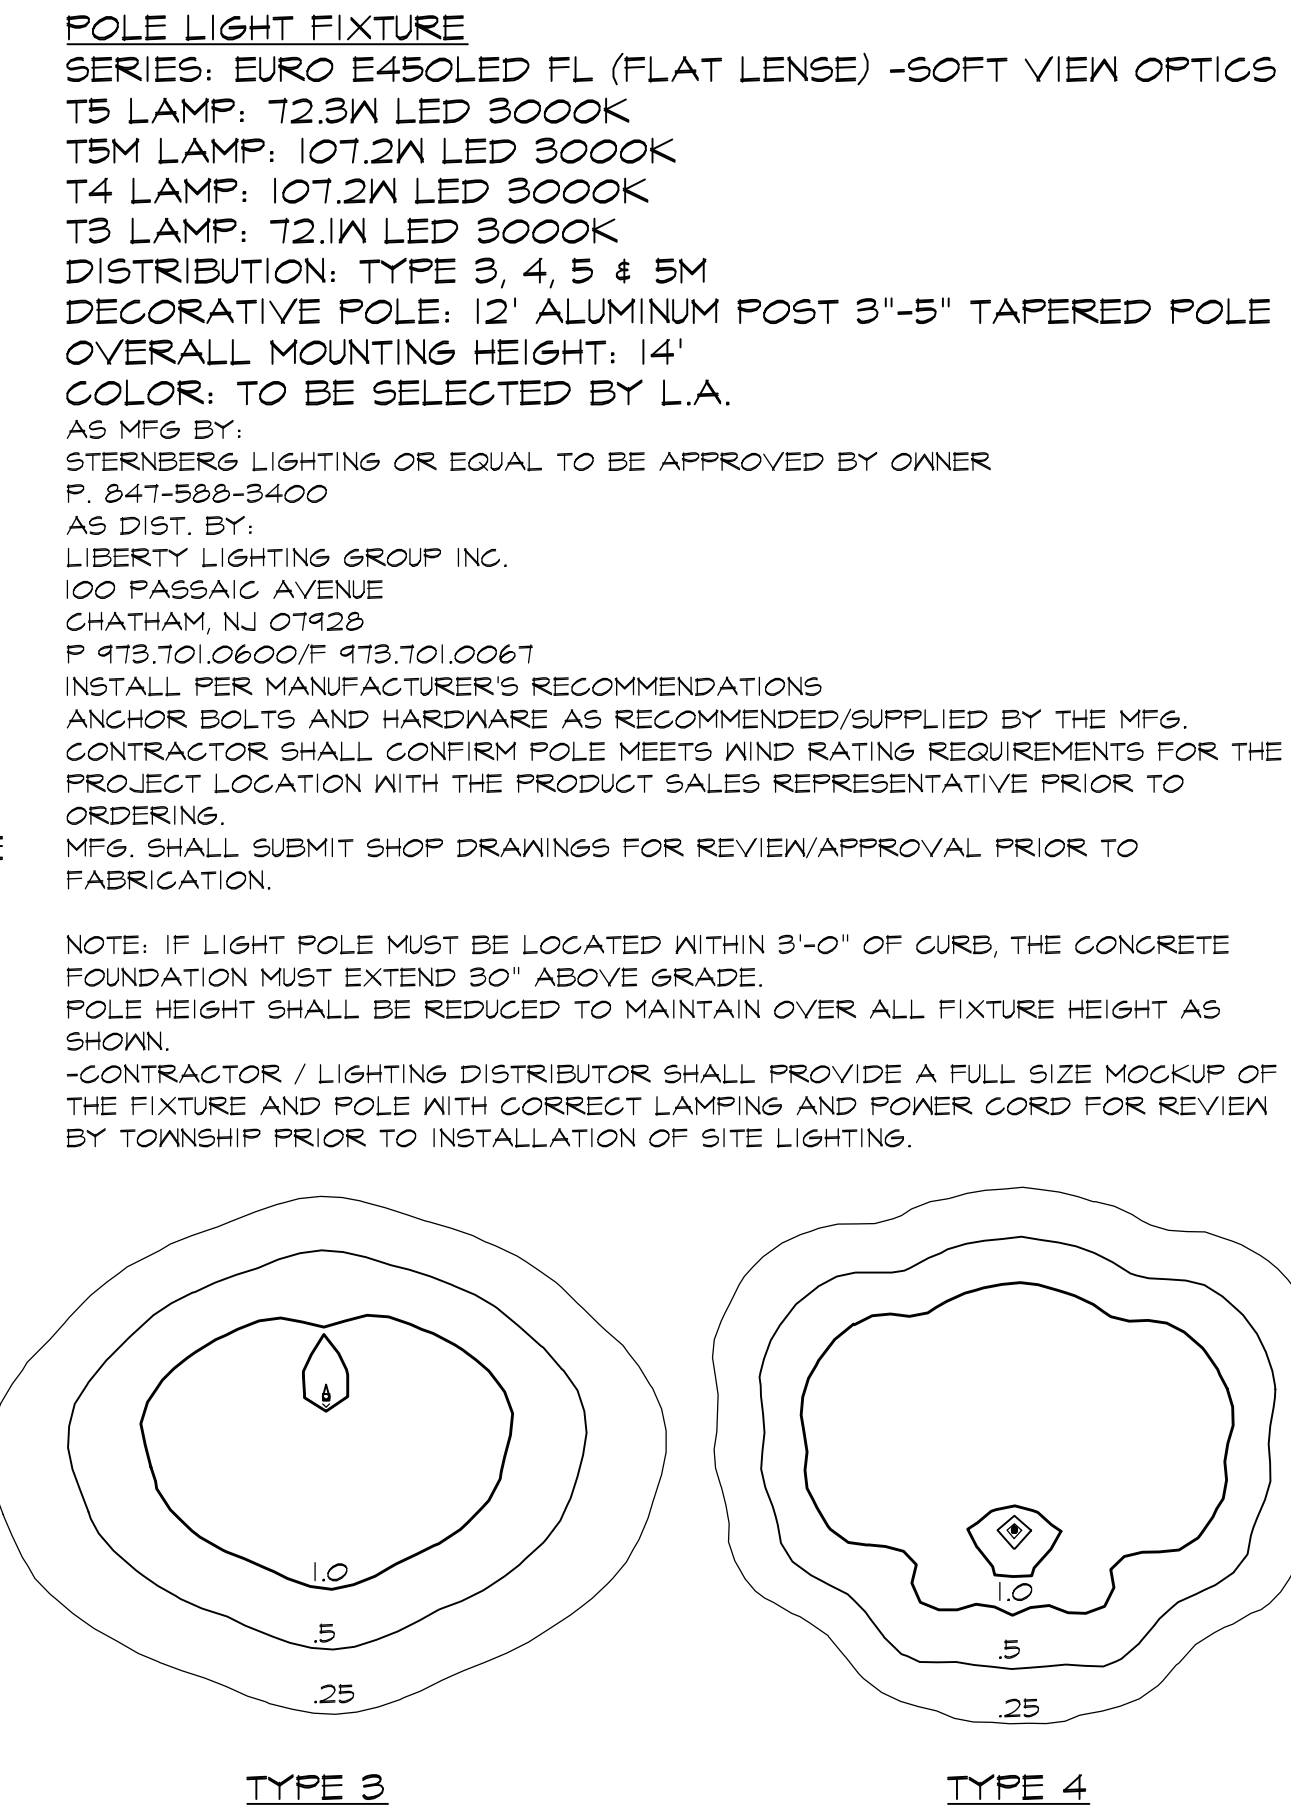 POLE LIGHT FIXTURE
SERIES: EURO E450LED FL (FLAT LENSE) -SOFT VIEW OPTICS
T5 LAMP: 72.3W LED 3000K
T5M LAMP: 107.2W LED 3000K
T4 LAMP: 107.2W LED 3000K
T3 LAMP: 72.1W LED 3000K
DISTRIBUTION: TYPE 3, 4, 5 & 5M
DECORATIVE POLE: 12' ALUMINUM POST 3"-5" TAPERED POLE
OVERALL MOUNTING HEIGHT: 14'
COLOR: TO BE SELECTED BY L.A.
AS MFG BY:
STERNBERG LIGHTING OR EQUAL TO BE APPROVED BY OWNER
P. 847-588-3400
AS DIST. BY:
LIBERTY LIGHTING GROUP INC.
100 PASSAIC AVENUE
CHATHAM, NJ 07928
P 973.701.0600/F 973.701.0067
INSTALL PER MANUFACTURER'S RECOMMENDATIONS
ANCHOR BOLTS AND HARDWARE AS RECOMMENDED/SUPPLIED BY THE MFG.
CONTRACTOR SHALL CONFIRM POLE MEETS WIND RATING REQUIREMENTS FOR THE
PROJECT LOCATION WITH THE PRODUCT SALES REPRESENTATIVE PRIOR TO
ORDERING.
MFG. SHALL SUBMIT SHOP DRAWINGS FOR REVIEW/APPROVAL PRIOR TO
FABRICATION.
NOTE: IF LIGHT POLE MUST BE LOCATED WITHIN 3'-0" OF CURB, THE CONCRETE
FOUNDATION MUST EXTEND 30" ABOVE GRADE.
POLE HEIGHT SHALL BE REDUCED TO MAINTAIN OVER ALL FIXTURE HEIGHT AS
SHOWN.
-CONTRACTOR / LIGHTING DISTRIBUTOR SHALL PROVIDE A FULL SIZE MOCKUP OF
THE FIXTURE AND POLE WITH CORRECT LAMPING AND POWER CORD FOR REVIEW
BY TOWNSHIP PRIOR TO INSTALLATION OF SITE LIGHTING.
1.0
.5
.25
TYPE 3
1.0
.5
.25
TYPE 4